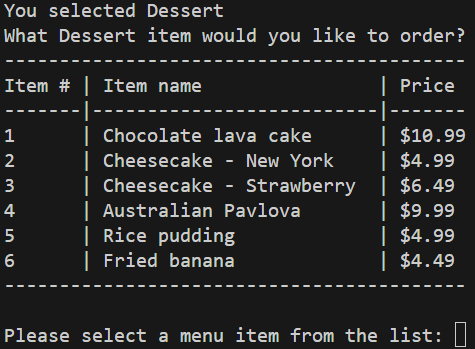 You selected Dessert
What Dessert item would you like to order?
------------------------------------------
Item # | Item name                | Price
-------|--------------------------|-------
1      | Chocolate lava cake      | $10.99
2      | Cheesecake - New York    | $4.99
3      | Cheesecake - Strawberry  | $6.49
4      | Australian Pavlova       | $9.99
5      | Rice pudding             | $4.99
6      | Fried banana             | $4.49
------------------------------------------
Please select a menu item from the list: